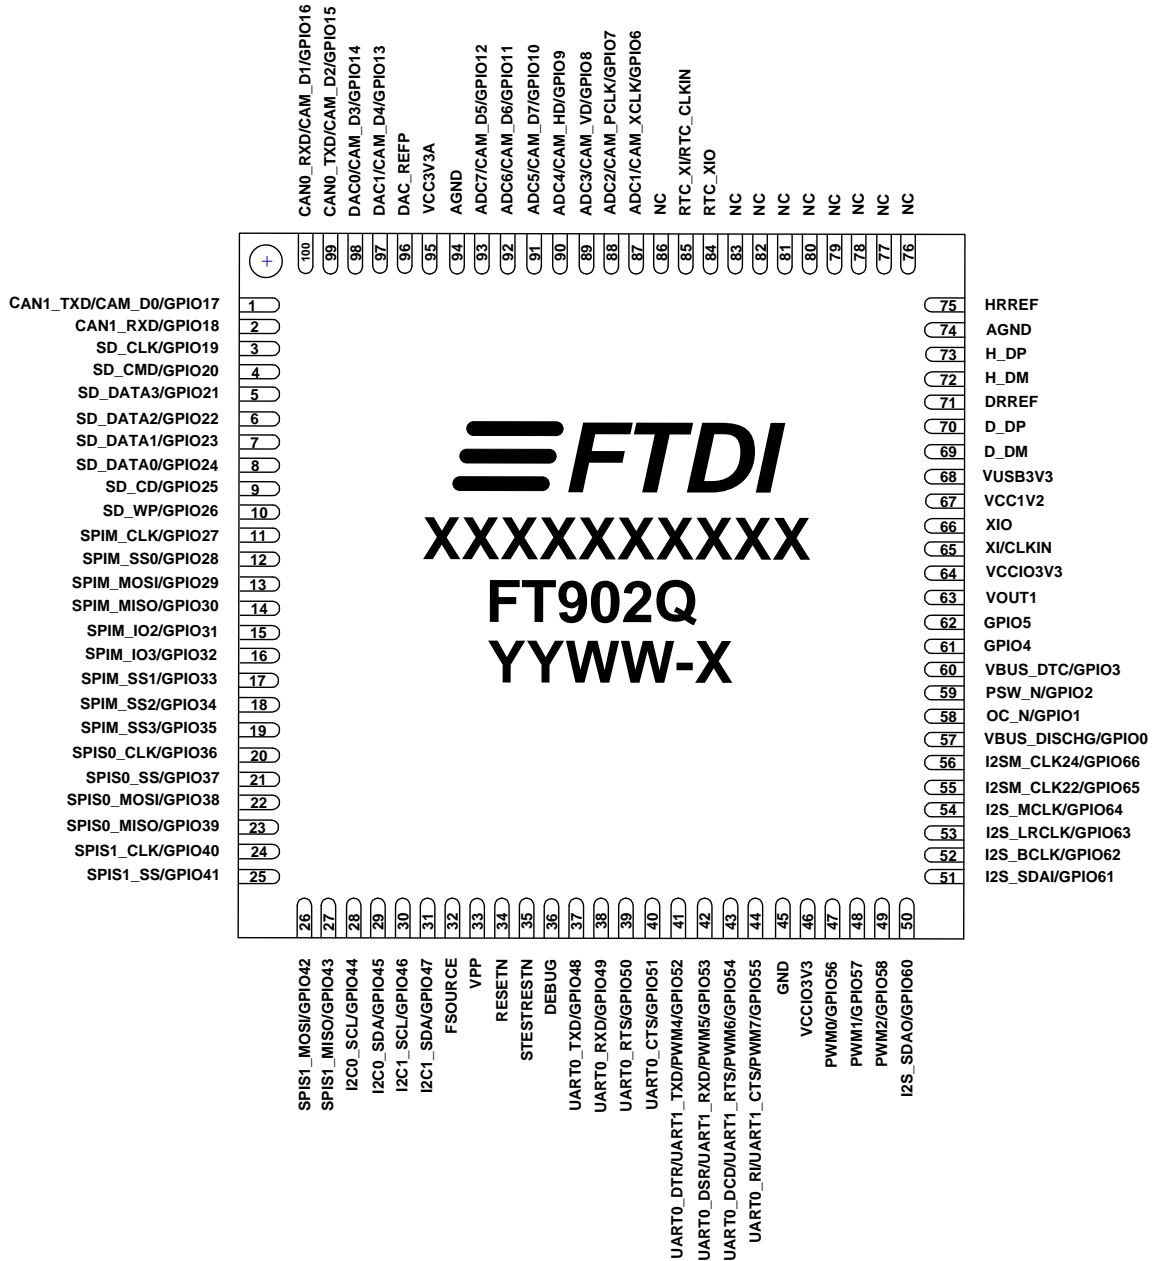 CAN0_RXD/CAM_D1/GPIO16
CAN0_TXD/CAM_D2/GPIO15
DAC0/CAM_D3/GPIO14
DAC1/CAM_D4/GPIO13
DAC_REFP
VCC3V3A
AGND
ADC7/CAM_D5/GPIO12
ADC6/CAM_D6/GPIO11
ADC5/CAM_D7/GPIO10
ADC4/CAM_HD/GPIO9
ADC3/CAM_VD/GPIO8
ADC2/CAM_PCLK/GPIO7
ADC1/CAM_XCLK/GPIO6
NC
RTC_XI/RTC_CLKIN
RTC_XIO
NC
NC
NC
NC
NC
NC
NC
NC
100
99
98
97
96
95
94
93
92
91
90
89
88
87
86
85
84
83
82
81
80
79
78
77
76
CAN1_TXD/CAM_D0/GPIO17 1
CAN1_RXD/GPIO18 2
SD_CLK/GPIO19 3
SD_CMD/GPIO20 4
SD_DATA3/GPIO21 5
SD_DATA2/GPIO22 6
SD_DATA1/GPIO23 7
SD_DATA0/GPIO24 8
SD_CD/GPIO25 9
SD_WP/GPIO26 10
SPIM_CLK/GPIO27 11
SPIM_SS0/GPIO28 12
SPIM_MOSI/GPIO29 13
SPIM_MISO/GPIO30 14
SPIM_IO2/GPIO31 15
SPIM_IO3/GPIO32 16
SPIM_SS1/GPIO33 17
SPIM_SS2/GPIO34 18
SPIM_SS3/GPIO35 19
SPIS0_CLK/GPIO36 20
SPIS0_SS/GPIO37 21
SPIS0_MOSI/GPIO38 22
SPIS0_MISO/GPIO39 23
SPIS1_CLK/GPIO40 24
SPIS1_SS/GPIO41 25
FTDI
XXXXXXXXXX
FT902Q
YYWW-X
75 HRREF
74 AGND
73 H_DP
72 H_DM
71 DRREF
70 D_DP
69 D_DM
68 VUSB3V3
67 VCC1V2
66 XIO
65 XI/CLKIN
64 VCCIO3V3
63 VOUT1
62 GPIO5
61 GPIO4
60 VBUS_DTC/GPIO3
59 PSW_N/GPIO2
58 OC_N/GPIO1
57 VBUS_DISCHG/GPIO0
56 I2SM_CLK24/GPIO66
55 I2SM_CLK22/GPIO65
54 I2S_MCLK/GPIO64
53 I2S_LRCLK/GPIO63
52 I2S_BCLK/GPIO62
51 I2S_SDAI/GPIO61
26
27
28
29
30
31
32
33
34
35
36
37
38
39
40
41
42
43
44
45
46
47
48
49
50
SPIS1_MOSI/GPIO42
SPIS1_MISO/GPIO43
I2C0_SCL/GPIO44
I2C0_SDA/GPIO45
I2C1_SCL/GPIO46
I2C1_SDA/GPIO47
FSOURCE
VPP
RESETN
STESTRESTN
DEBUG
UART0_TXD/GPIO48
UART0_RXD/GPIO49
UART0_RTS/GPIO50
UART0_CTS/GPIO51
UART0_DTR/UART1_TXD/PWM4/GPIO52
UART0_DSR/UART1_RXD/PWM5/GPIO53
UART0_DCD/UART1_RTS/PWM6/GPIO54
UART0_RI/UART1_CTS/PWM7/GPIO55
GND
VCCIO3V3
PWM0/GPIO56
PWM1/GPIO57
PWM2/GPIO58
I2S_SDAO/GPIO60